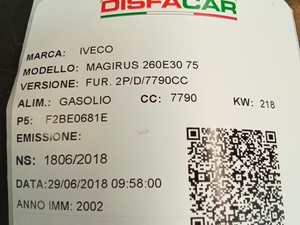 DISFACAR
MARCA: IVECO
MODELLO: MAGIRUS 260E30 75
VERSIONE: FUR. 2P/D/7790CC
ALIM.: GASOLIO CC: 7790 KW: 218
P5: F2BE0681E
EMISSIONE:
NS: 1806/2018
DATA:29/06/2018 09:58:00
ANNO IMM: 2002